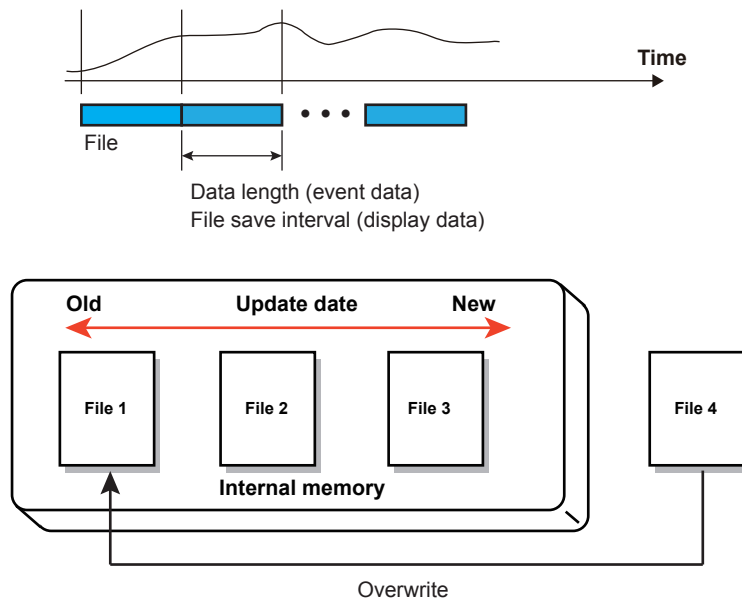 Time
File
Data length (event data)
File save interval (display data)
Old Update date New
File 1 File 2 File 3 File 4
Internal memory
Overwrite